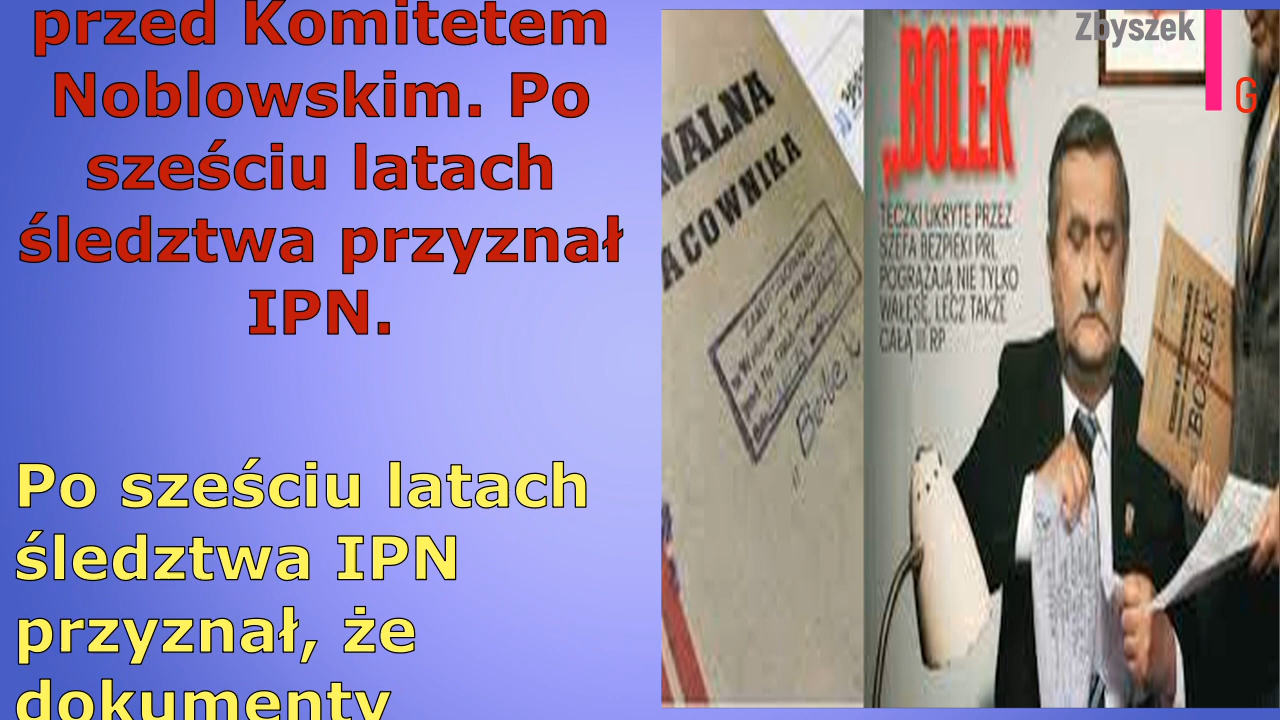 przed Komitetem
Noblowskim. Po
sześciu latach
śledztwa przyznał
IPN.
Po sześciu latach
śledztwa IPN
przyznał, że
dokumenty
Zbyszek
G
„BOLEK”
TECZKI UKRYTE PRZEZ
SZEFA BEZPIEKI PRL
POGRĄŻAJĄ NIE TYLKO
WAŁĘSĘ, LECZ TAKŻE
CAŁĄ III RP
NALNA
ACOWNIKA
BOLEK